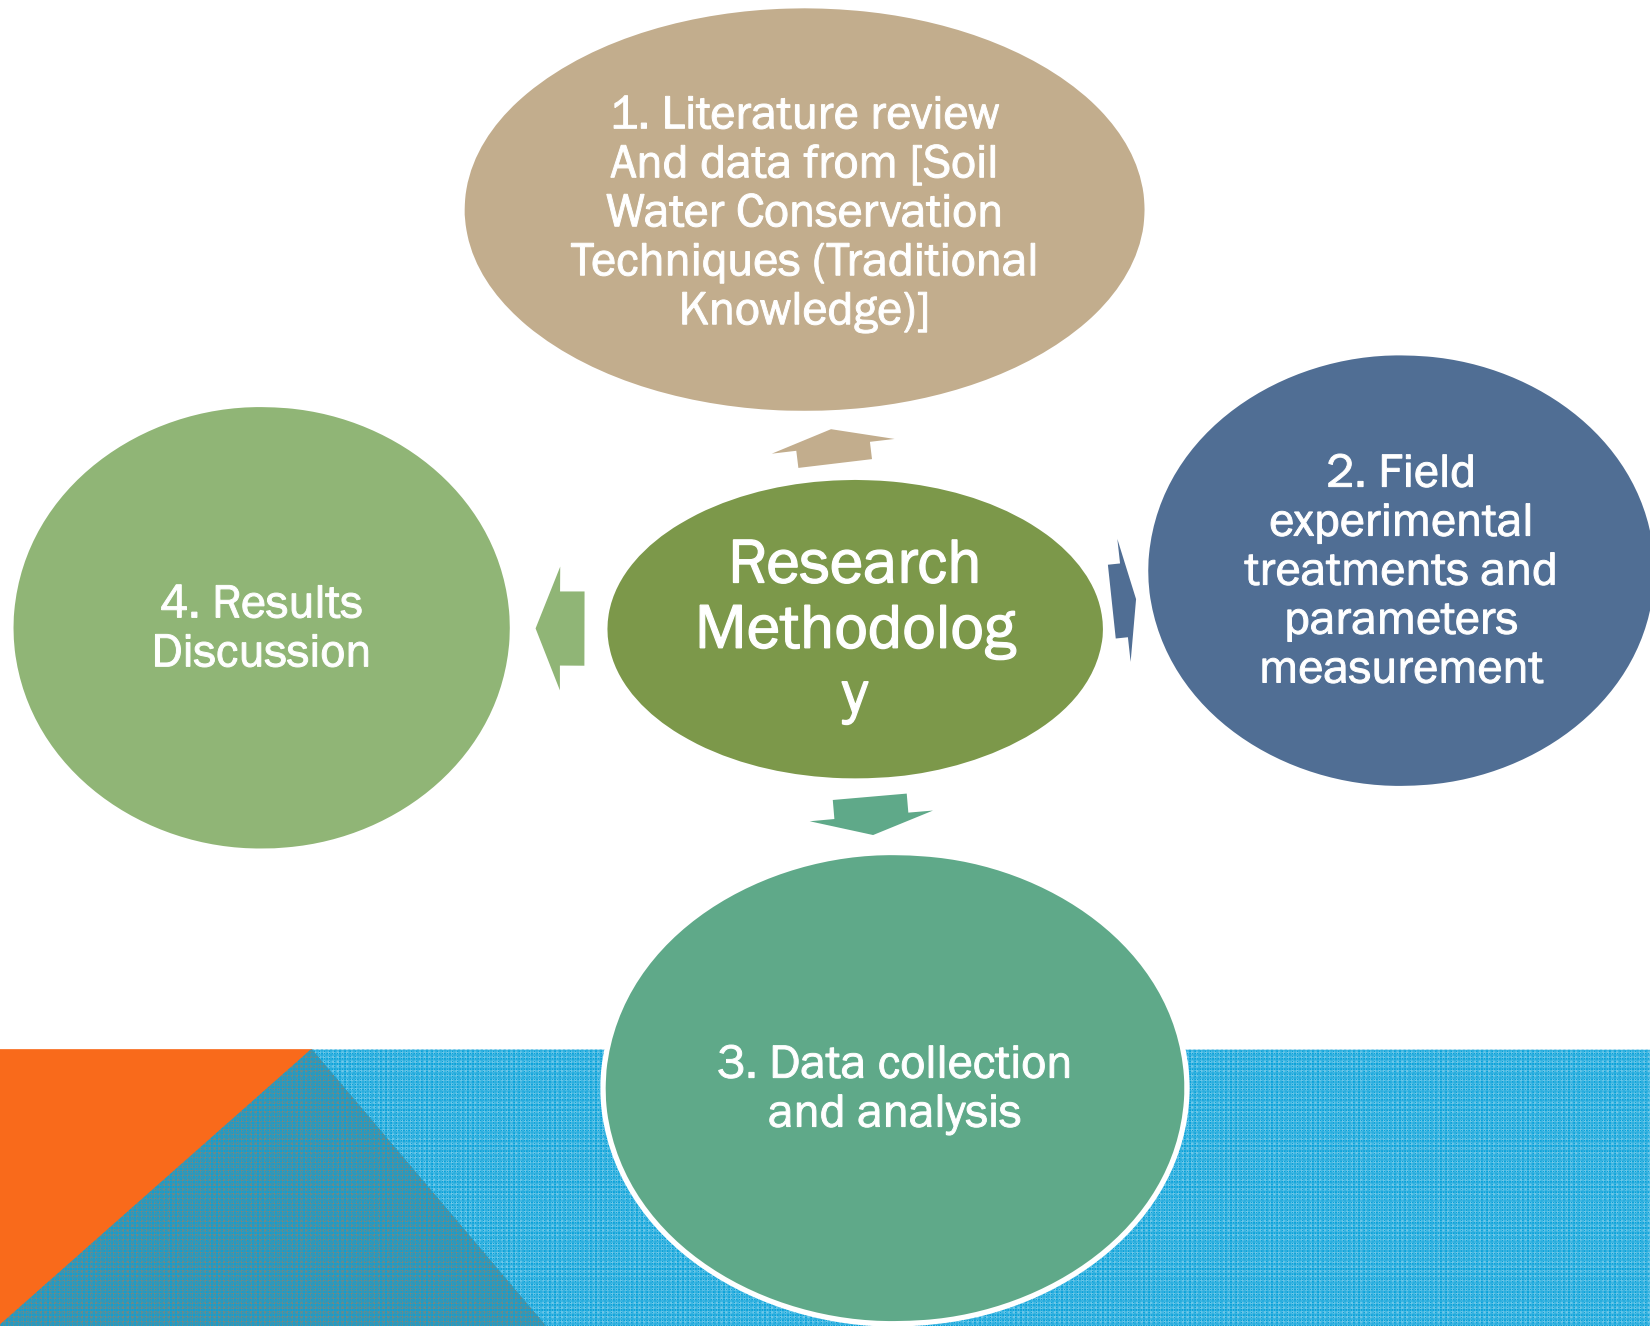 1. Literature review
And data from [Soil
Water Conservation
Techniques (Traditional
Knowledge)]
2. Field
experimental
treatments and
parameters
measurement
Research
Methodolog
y
4. Results
Discussion
3. Data collection
and analysis